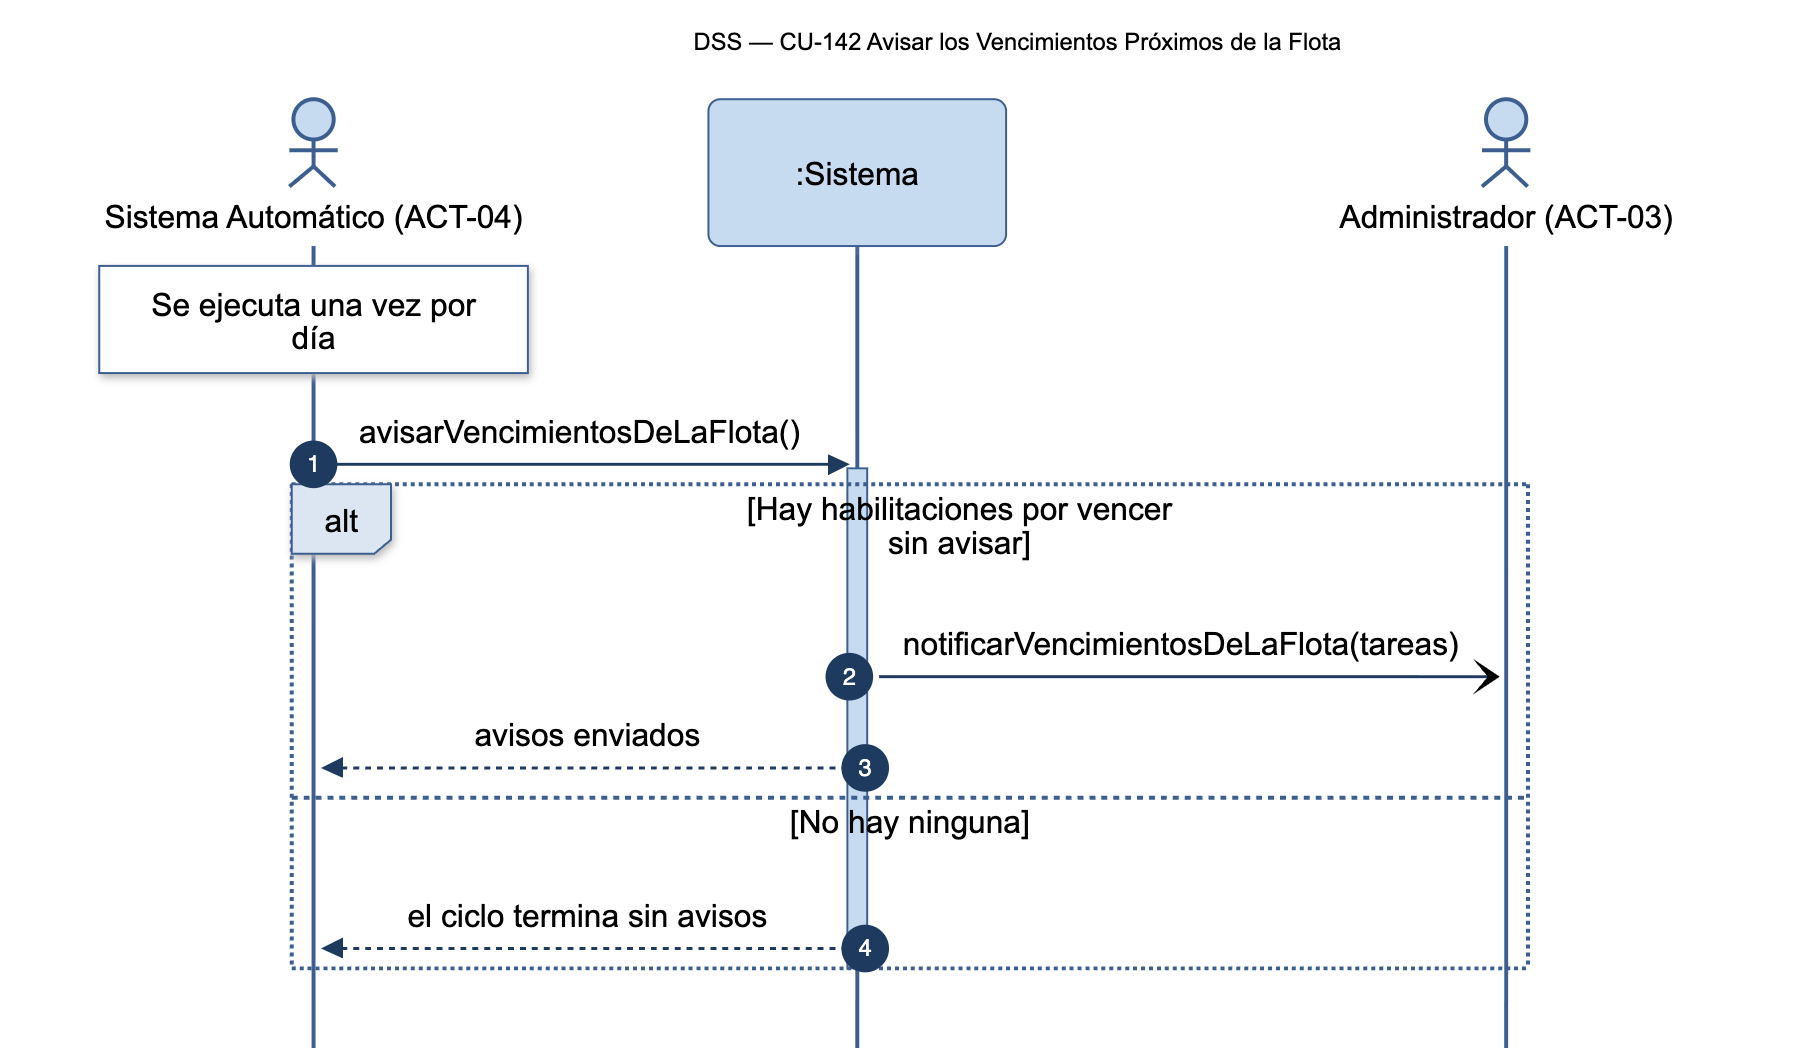 DSS — CU-142 Avisar los Vencimientos Próximos de la Flota
Sistema Automático (ACT-04)
:Sistema
Administrador (ACT-03)
Se ejecuta una vez por
día
avisarVencimientosDeLaFlota()
1
alt
[Hay habilitaciones por vencer
sin avisar]
notificarVencimientosDeLaFlota(tareas)
2
avisos enviados
3
[No hay ninguna]
el ciclo termina sin avisos
4